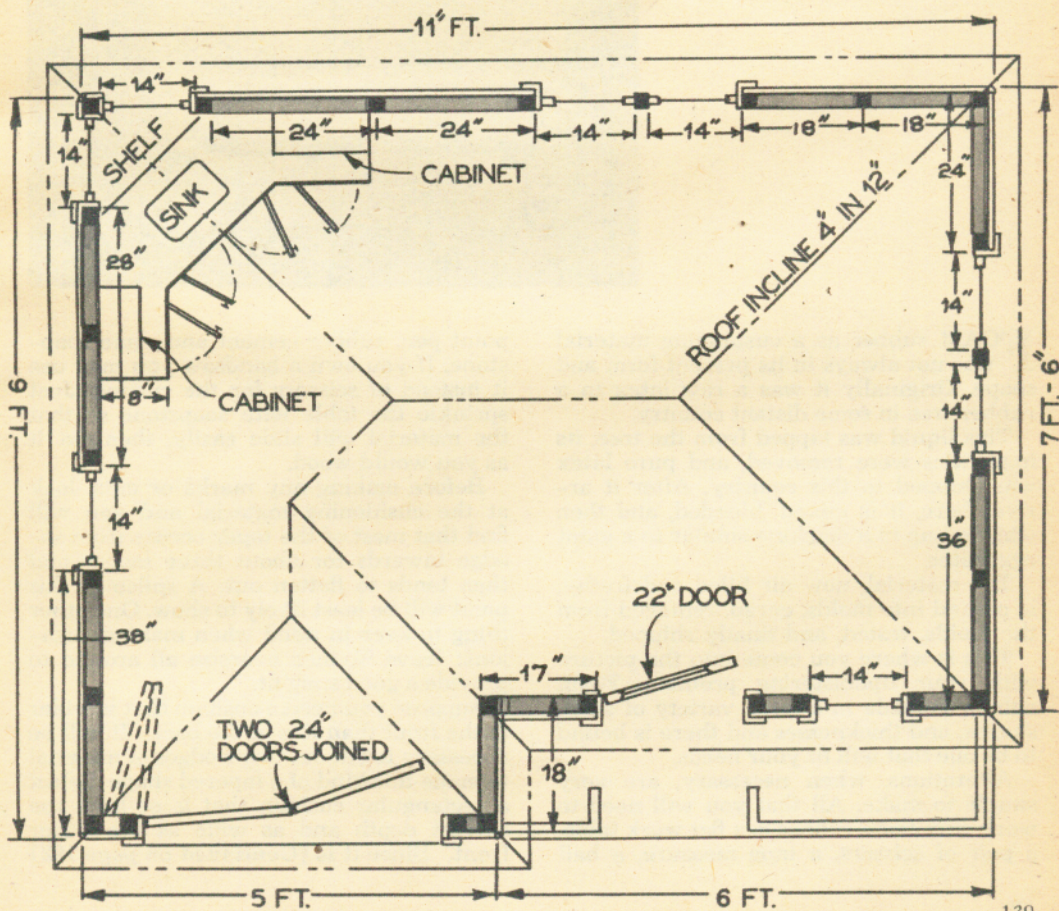 11" FT.
14"
24"
24"
14"
14"
18"
18"
14"
SHELF
SINK
CABINET
24"
ROOF INCLINE 4" IN 12"
28"
14"
14"
8"
CABINET
9 FT.
7 FT.-6"
14"
36"
38"
22" DOOR
17"
14"
TWO 24"
DOORS JOINED
18"
5 FT.
6 FT.